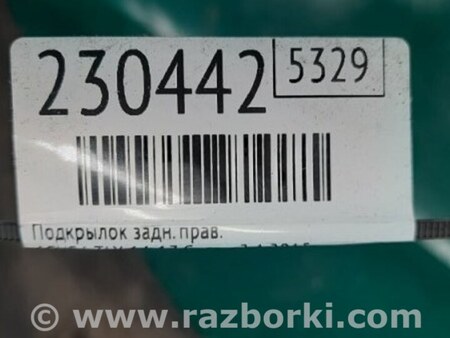 230442 5329
Подкрылок задн. прав.
© www.razborki.com